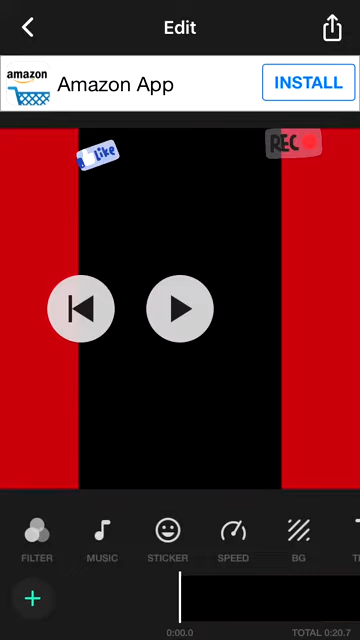 Edit
amazon
Amazon App
INSTALL
Like
REC
FILTER
MUSIC
STICKER
SPEED
BG
0:00.0
TOTAL 0:20.7